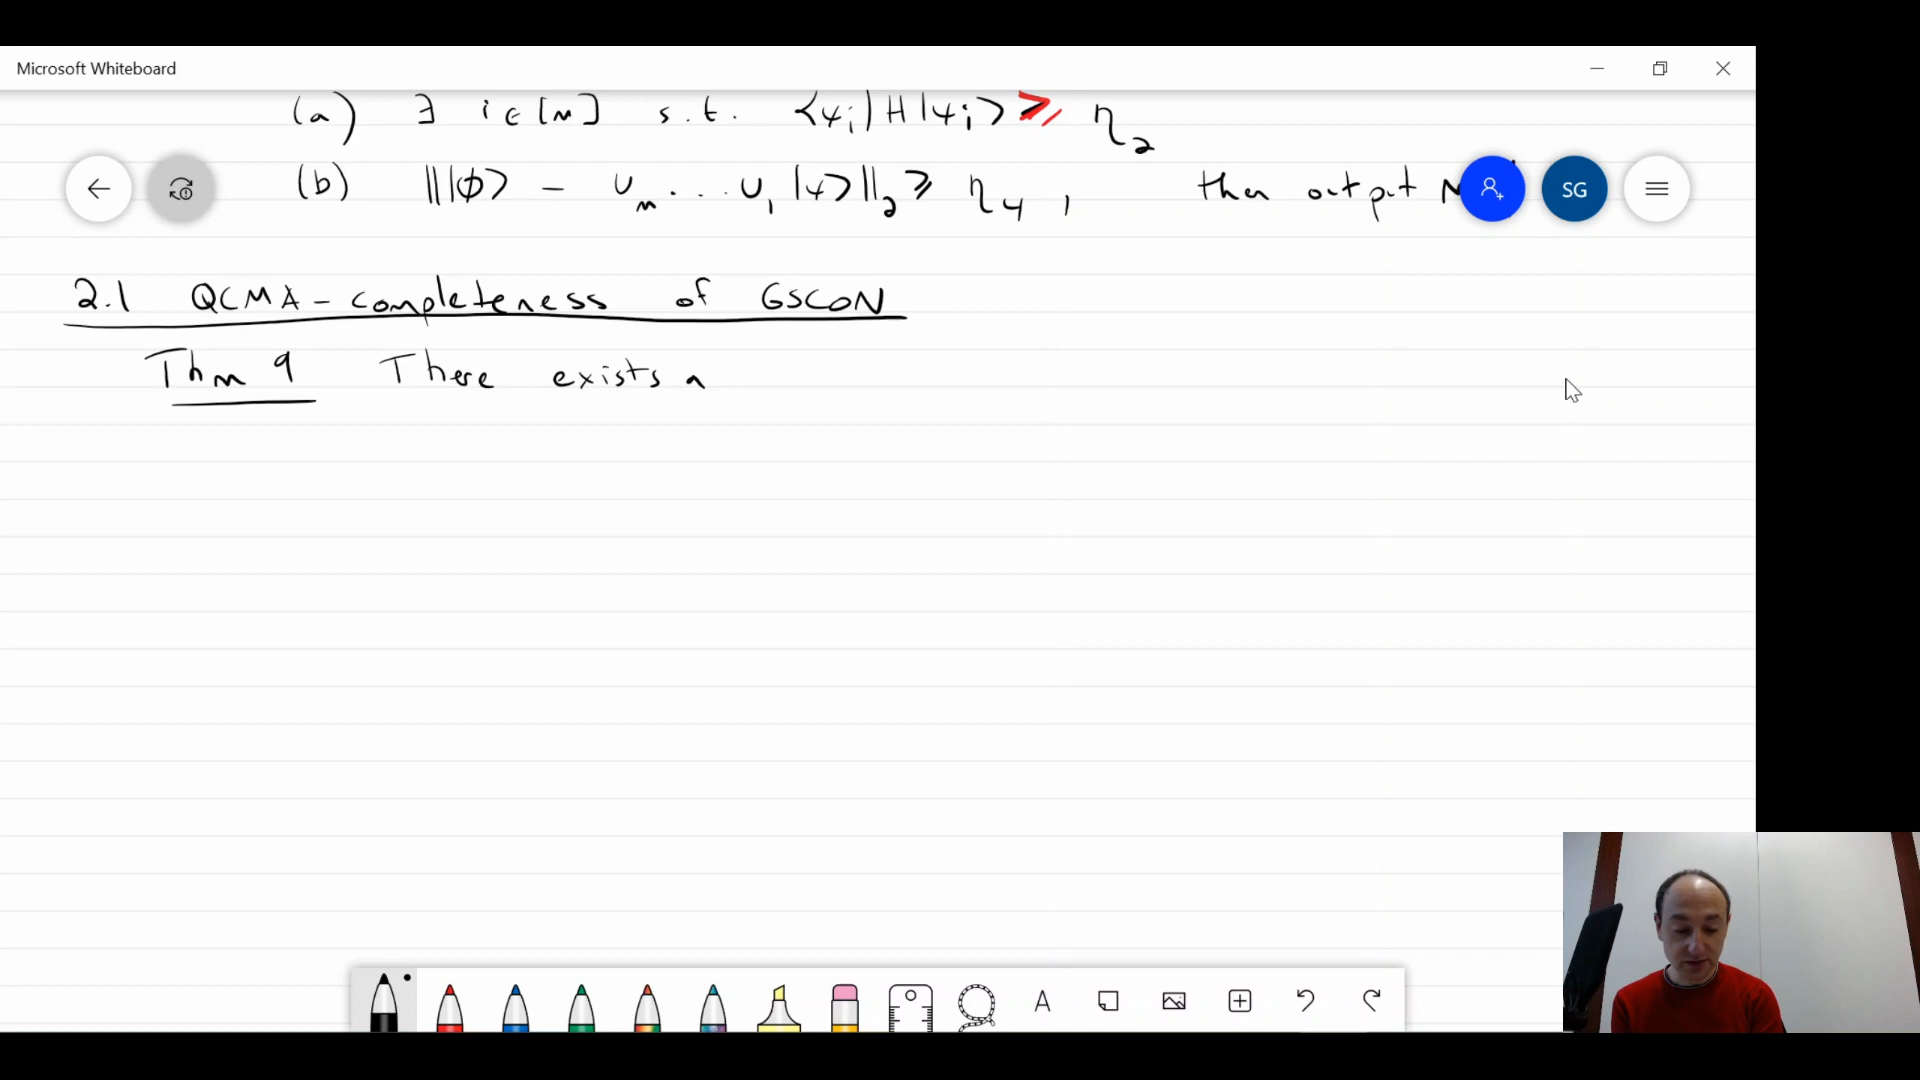 Microsoft Whiteboard
(a) ∃ i ∈ [m] s.t. ⟨ψᵢ|H|ψᵢ⟩ ⩾ η₂
(b) || |ϕ⟩ - Uₘ...U₁|ψ⟩ ||₂ ⩾ η₄, then output
SG
2.1 QCMA-completeness of GSCON
Thm 9 There exists a
A